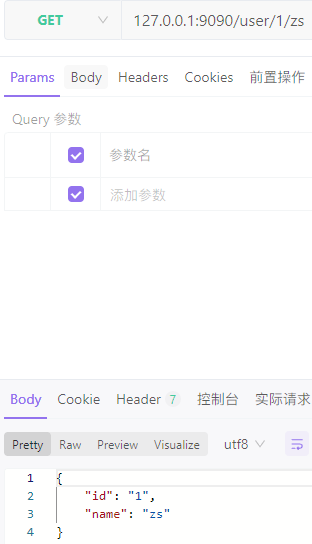 GET 127.0.0.1:9090/user/1/zs
Params Body Headers Cookies 前置操作
Query 参数
参数名
添加参数
Body Cookie Header 7 控制台 实际请求
Pretty Raw Preview Visualize utf8
1 {
2 "id": "1",
3 "name": "zs"
4 }